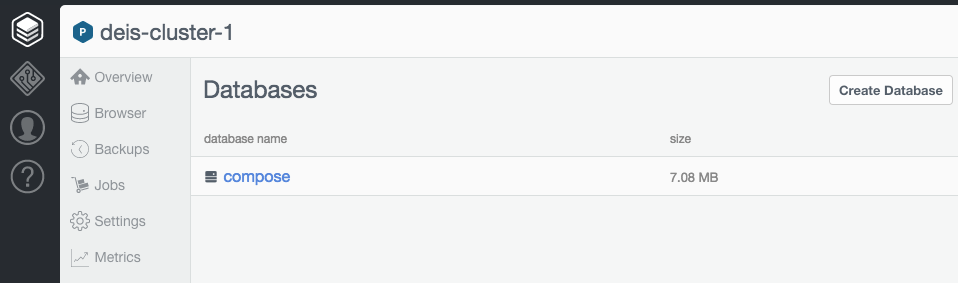 P deis-cluster-1
Overview
Browser
Backups
Jobs
Settings
Metrics
Databases
Create Database
database name size
compose 7.08 MB
?